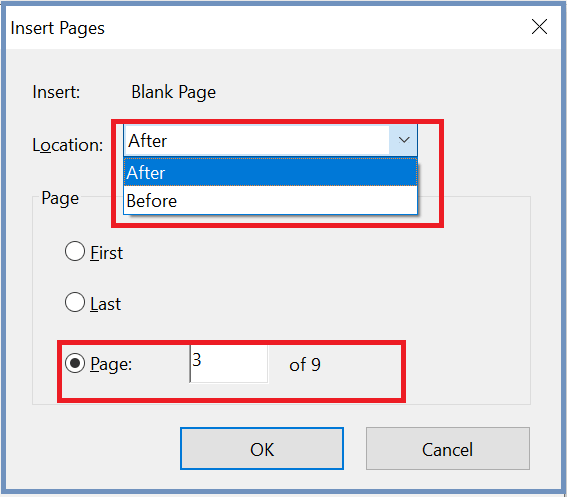 Insert Pages
Insert: Blank Page
Location: After
After
Before
Page
First
Last
Page: 3 of 9
OK Cancel